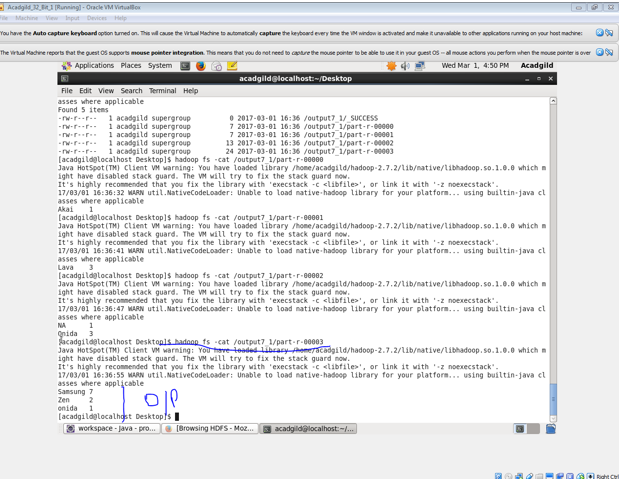 Acadgild_32_Bit_1 [Running] - Oracle VM VirtualBox
File Machine View Input Devices Help
You have the Auto capture keyboard option turned on. This will cause the Virtual Machine to automatically capture the keyboard every time the VM window is activated and make it unavailable to other applications running on your host machine:
The Virtual Machine reports that the guest OS supports mouse pointer integration. This means that you do not need to capture the mouse pointer to be able to use it in your guest OS -- all mouse actions you perform when the mouse pointer is over
Applications Places System Wed Mar 1, 4:50 PM Acadgild
acadgild@localhost:~/Desktop
File Edit View Search Terminal Help
asses where applicable
Found 5 items
-rw-r--r-- 1 acadgild supergroup 0 2017-03-01 16:36 /output7_1/_SUCCESS
-rw-r--r-- 1 acadgild supergroup 7 2017-03-01 16:36 /output7_1/part-r-00000
-rw-r--r-- 1 acadgild supergroup 7 2017-03-01 16:36 /output7_1/part-r-00001
-rw-r--r-- 1 acadgild supergroup 13 2017-03-01 16:36 /output7_1/part-r-00002
-rw-r--r-- 1 acadgild supergroup 24 2017-03-01 16:36 /output7_1/part-r-00003
[acadgild@localhost Desktop]$ hadoop fs -cat /output7_1/part-r-00000
Java HotSpot(TM) Client VM warning: You have loaded library /home/acadgild/hadoop-2.7.2/lib/native/libhadoop.so.1.0.0 which m
ight have disabled stack guard. The VM will try to fix the stack guard now.
It's highly recommended that you fix the library with 'execstack -c <libfile>', or link it with '-z noexecstack'.
17/03/01 16:36:32 WARN util.NativeCodeLoader: Unable to load native-hadoop library for your platform... using builtin-java cl
asses where applicable
Akai 1
[acadgild@localhost Desktop]$ hadoop fs -cat /output7_1/part-r-00001
Java HotSpot(TM) Client VM warning: You have loaded library /home/acadgild/hadoop-2.7.2/lib/native/libhadoop.so.1.0.0 which m
ight have disabled stack guard. The VM will try to fix the stack guard now.
It's highly recommended that you fix the library with 'execstack -c <libfile>', or link it with '-z noexecstack'.
17/03/01 16:36:41 WARN util.NativeCodeLoader: Unable to load native-hadoop library for your platform... using builtin-java cl
asses where applicable
Lava 3
[acadgild@localhost Desktop]$ hadoop fs -cat /output7_1/part-r-00002
Java HotSpot(TM) Client VM warning: You have loaded library /home/acadgild/hadoop-2.7.2/lib/native/libhadoop.so.1.0.0 which m
ight have disabled stack guard. The VM will try to fix the stack guard now.
It's highly recommended that you fix the library with 'execstack -c <libfile>', or link it with '-z noexecstack'.
17/03/01 16:36:47 WARN util.NativeCodeLoader: Unable to load native-hadoop library for your platform... using builtin-java cl
asses where applicable
NA 1
Onida 3
[acadgild@localhost Desktop]$ hadoop fs -cat /output7_1/part-r-00003
Java HotSpot(TM) Client VM warning: You have loaded library /home/acadgild/hadoop-2.7.2/lib/native/libhadoop.so.1.0.0 which m
ight have disabled stack guard. The VM will try to fix the stack guard now.
It's highly recommended that you fix the library with 'execstack -c <libfile>', or link it with '-z noexecstack'.
17/03/01 16:36:55 WARN util.NativeCodeLoader: Unable to load native-hadoop library for your platform... using builtin-java cl
asses where applicable
Samsung 7
Zen 2
onida 1
O|P
[acadgild@localhost Desktop]$
workspace - Java - pro... [Browsing HDFS - Moz... acadgild@localhost:~/...
Right Ctrl